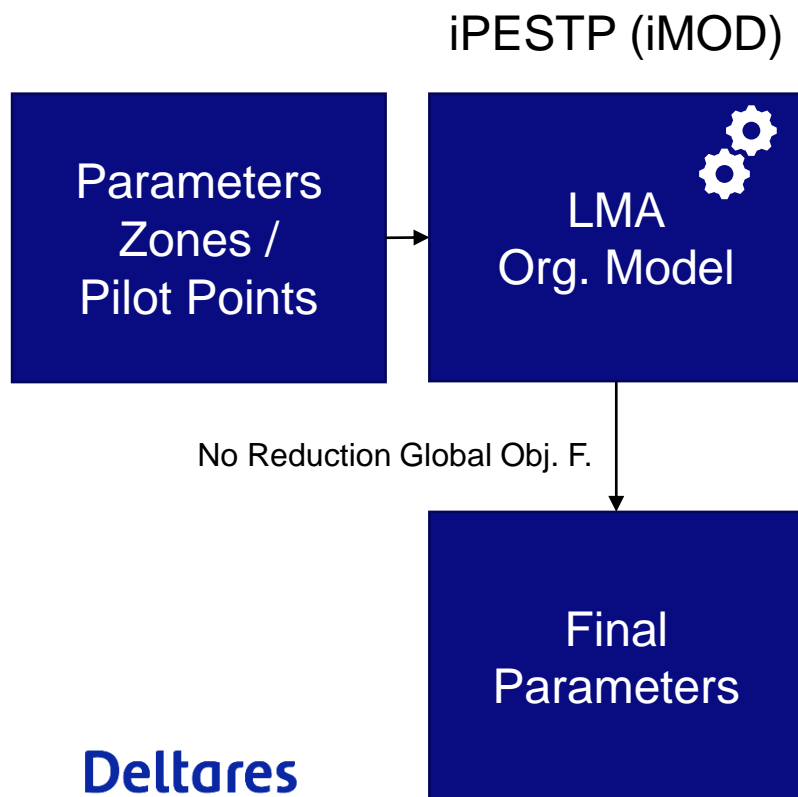 iPESTP (iMOD)
Parameters
Zones /
Pilot Points
LMA
Org. Model
No Reduction Global Obj. F.
Final
Parameters
Deltares